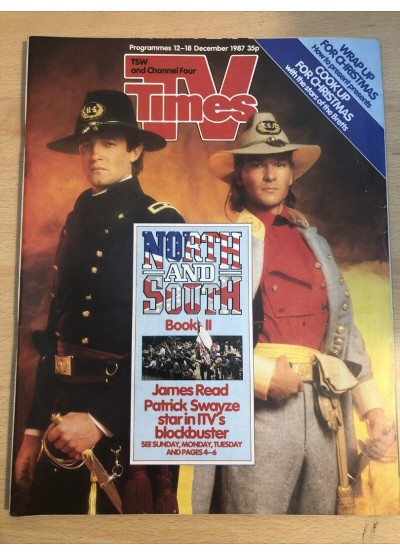 Programmes 12–18 December 1987 35p
TSW
and Channel Four
TV
Times
WRAP UP
FOR CHRISTMAS
How to present presents
COOK UP
FOR CHRISTMAS
with the stars of the Bretts
NORTH
AND
SOUTH
Book II
James Read
Patrick Swayze
star in ITV's
blockbuster
SEE SUNDAY, MONDAY, TUESDAY
AND PAGES 4–6